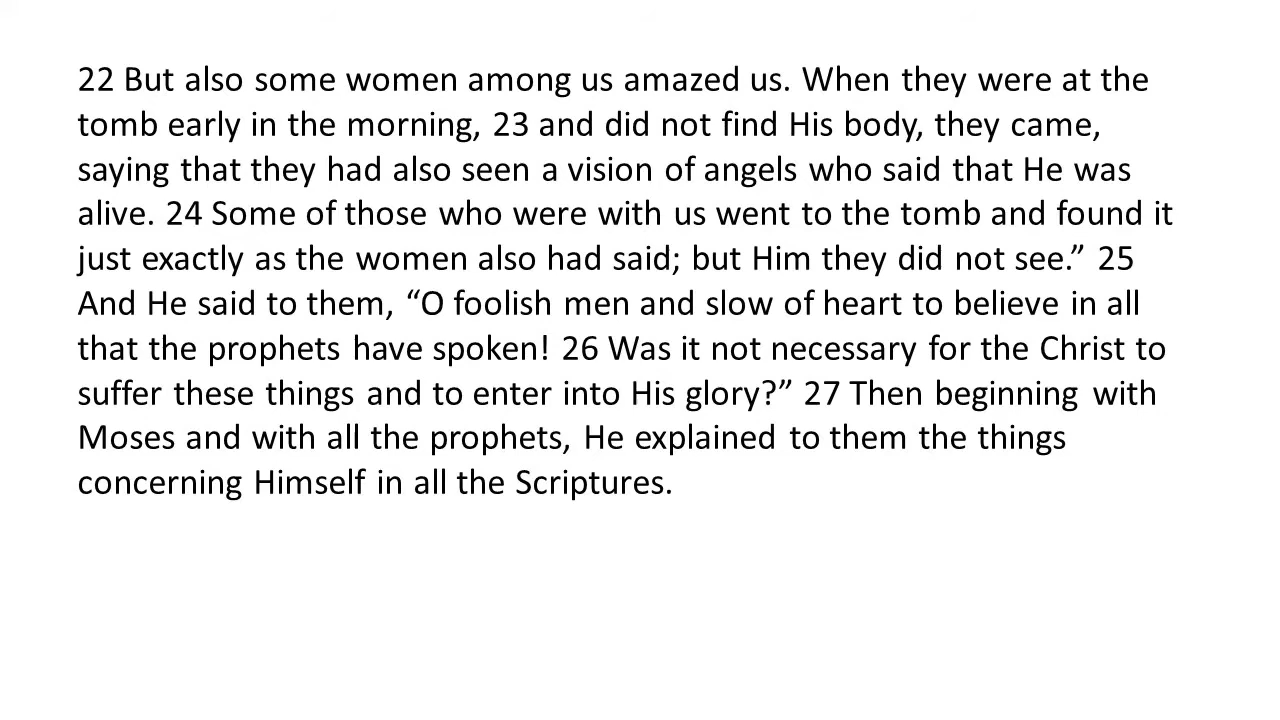 22 But also some women among us amazed us. When they were at the
tomb early in the morning, 23 and did not find His body, they came,
saying that they had also seen a vision of angels who said that He was
alive. 24 Some of those who were with us went to the tomb and found it
just exactly as the women also had said; but Him they did not see.” 25
And He said to them, “O foolish men and slow of heart to believe in all
that the prophets have spoken! 26 Was it not necessary for the Christ to
suffer these things and to enter into His glory?” 27 Then beginning with
Moses and with all the prophets, He explained to them the things
concerning Himself in all the Scriptures.